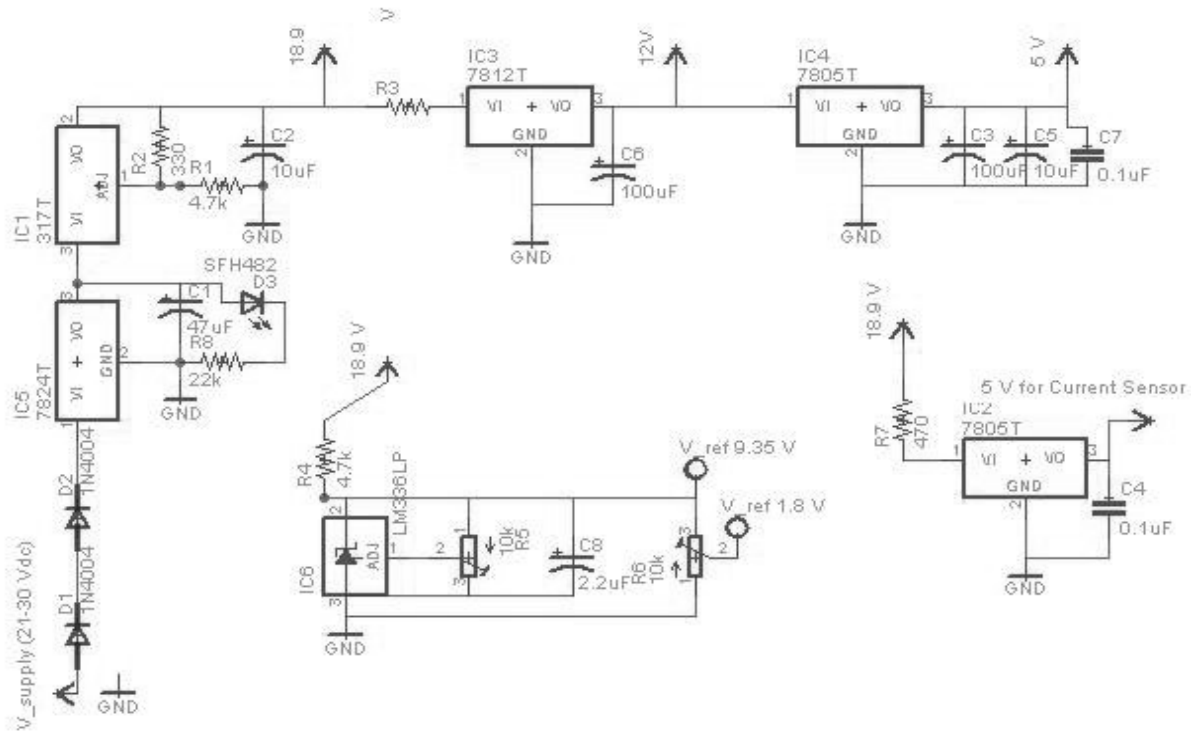 V
18.9
R3
IC3
7812T
1
VI
+
VO
3
GND
2
C6
100uF
GND
12V
IC4
7805T
1
VI
+
VO
3
GND
2
GND
5 V
C3
100uF
C5
10uF
C7
0.1uF
IC1
317T
2
VO
ADJ
1
VI
3
R2
330
R1
4.7k
C2
10uF
GND
SFH482
D3
C1
47uF
R8
22k
GND
IC5
7824T
3
VO
+
VI
GND
2
1
D2
1N4004
D1
1N4004
V_supply (21-30 Vdc)
GND
18.9 V
R4
4.7k
LM336LP
IC6
2
ADJ
1
3
GND
2
1
3
10k
R5
C8
2.2uF
V_ref 9.35 V
V_ref 1.8 V
3
2
1
R6
10k
18.9 V
R7
470
5 V for Current Sensor
IC2
7805T
1
VI
+
VO
3
GND
2
C4
0.1uF
GND